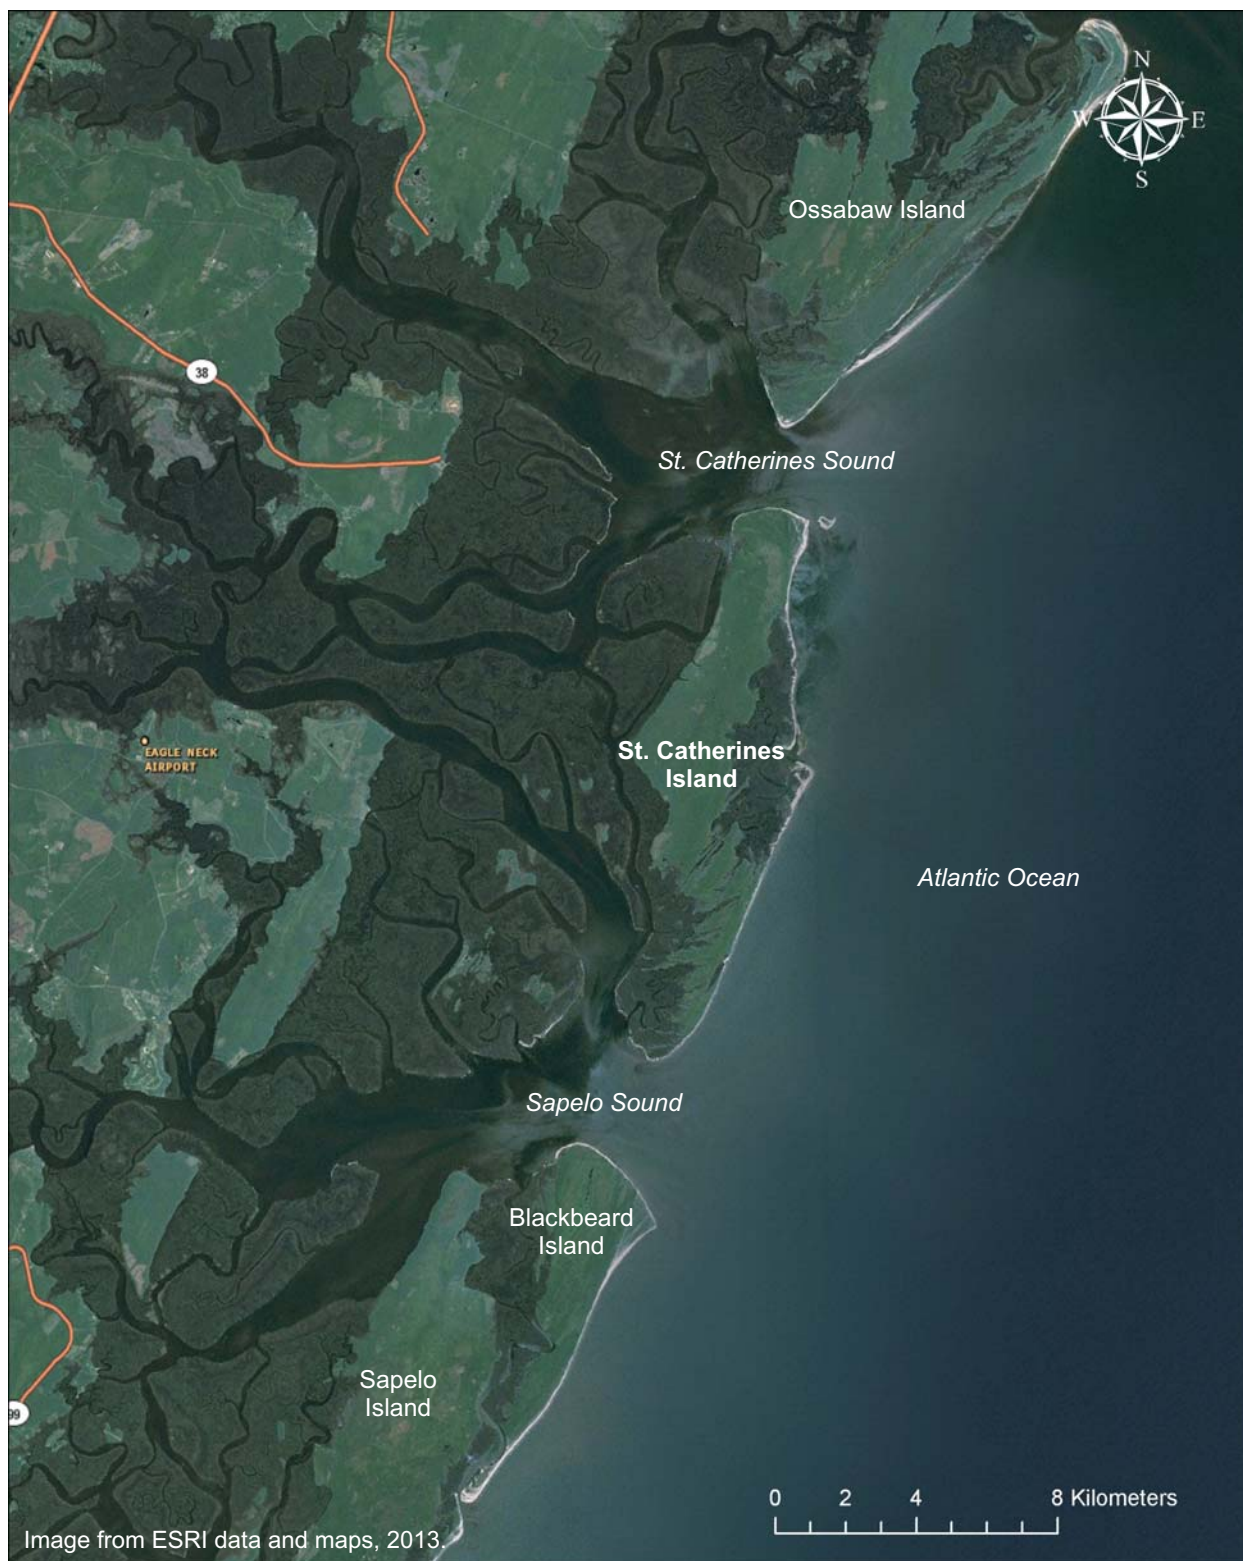 N
W E
S
Ossabaw Island
38
St. Catherines Sound
EAGLE NECK
AIRPORT
St. Catherines
Island
Atlantic Ocean
Sapelo Sound
Blackbeard
Island
Sapelo
Island
99
0 2 4 8 Kilometers
Image from ESRI data and maps, 2013.